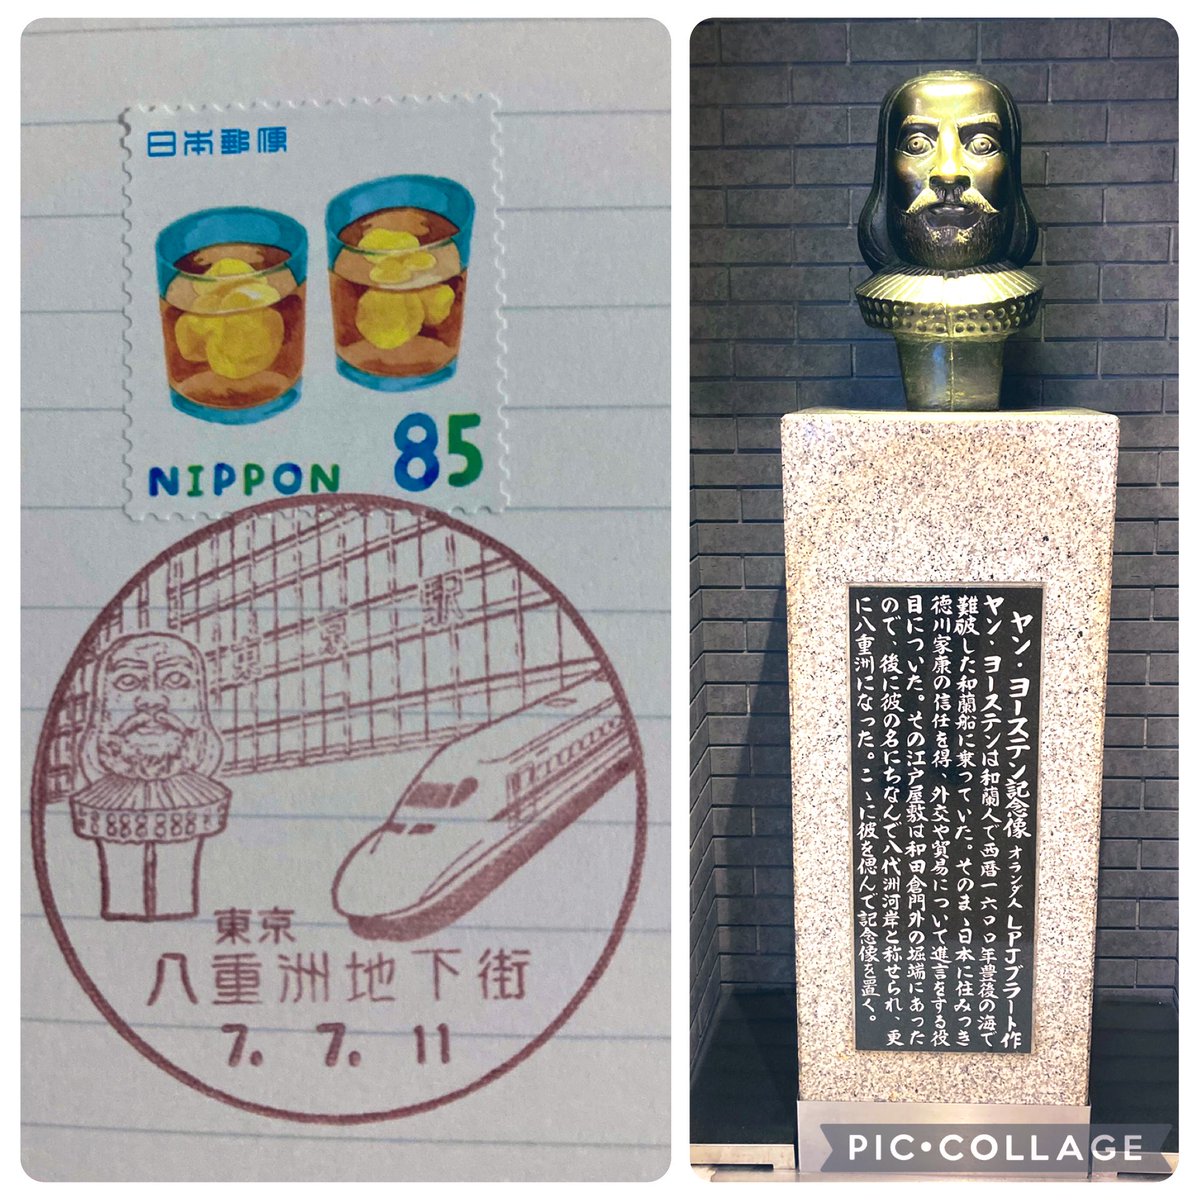 日本郵便
NIPPON
85
東京駅
東京
八重洲地下街
7. 7. 11
ヤン・ヨーステン記念像 オランダ人 LPJブラート作
ヤン・ヨーステンは和蘭人で西暦一六〇〇年豊後の海で
難破した和蘭船に乗っていた。そのまゝ日本に住みつき
徳川家康の信任を得、外交や貿易について進言をする役
目についた。その江戸屋敷は和田倉門外の堀端にあった
ので、後に彼の名にちなんで八代洲河岸と称せられ、更
に八重洲になった。こゝに彼を偲んで記念像を置く。
PIC•COLLAGE